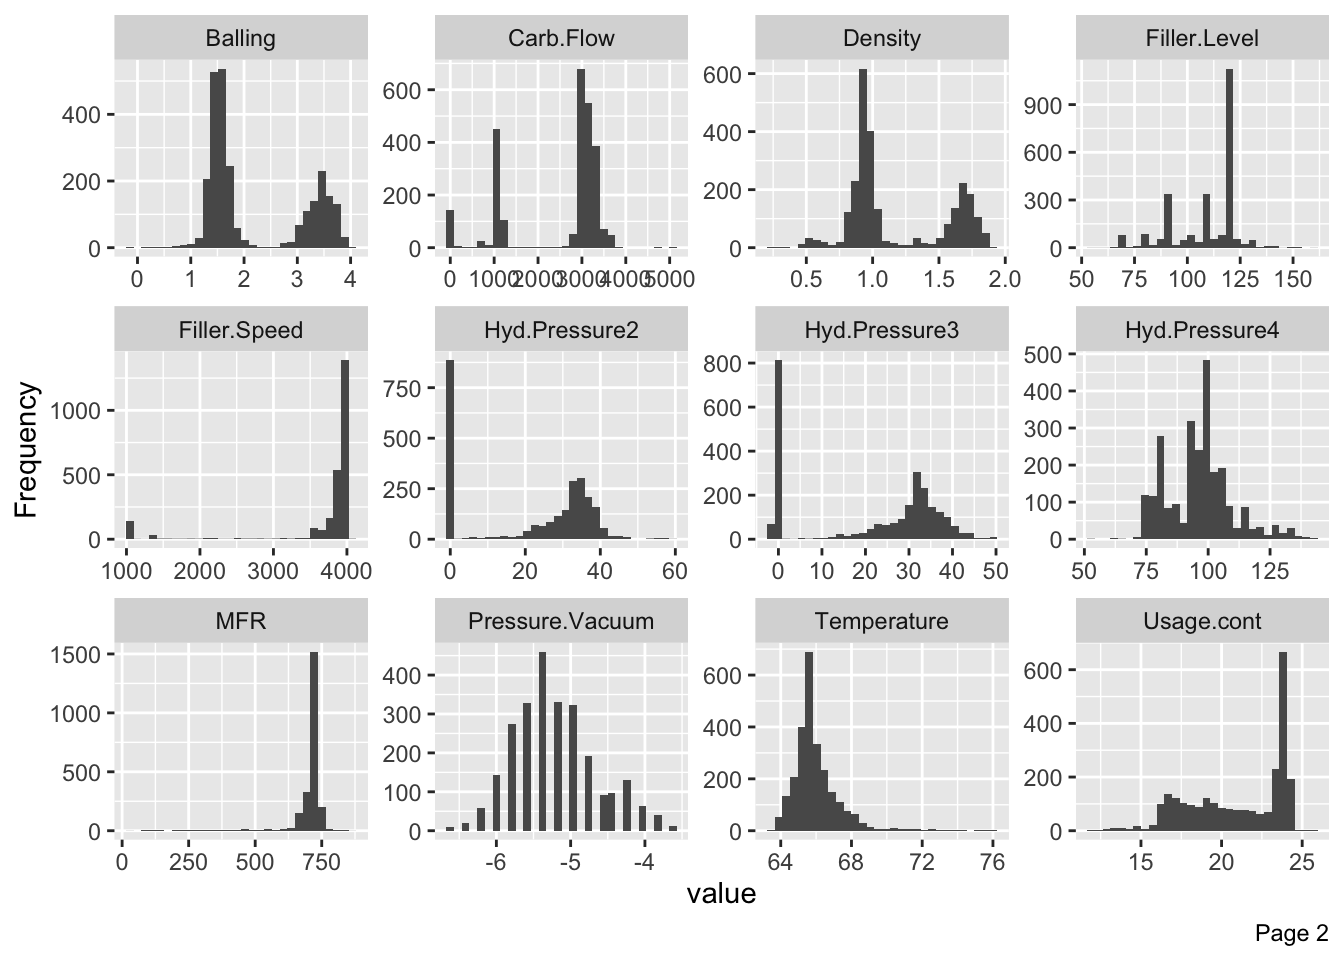 Balling Carb.Flow Density Filler.Level
400 600 600 900
200 400 400 600
0 200 200 300
0 0 0
0 1 2 3 4 0 1000 2000 3000 4000 5000 0.5 1.0 1.5 2.0 50 75 100 125 150
Filler.Speed Hyd.Pressure2 Hyd.Pressure3 Hyd.Pressure4
1000 750 800 500
500 500 600 400
0 250 400 300
0 200 200
0 100
0
1000 2000 3000 4000 0 20 40 60 0 10 20 30 40 50 50 75 100 125
MFR Pressure.Vacuum Temperature Usage.cont
1500 400 600 600
1000 300 400 400
500 200 200 200
0 100 0 0
0
0 250 500 750 -6 -5 -4 64 68 72 76 15 20 25
Frequency
value
Page 2